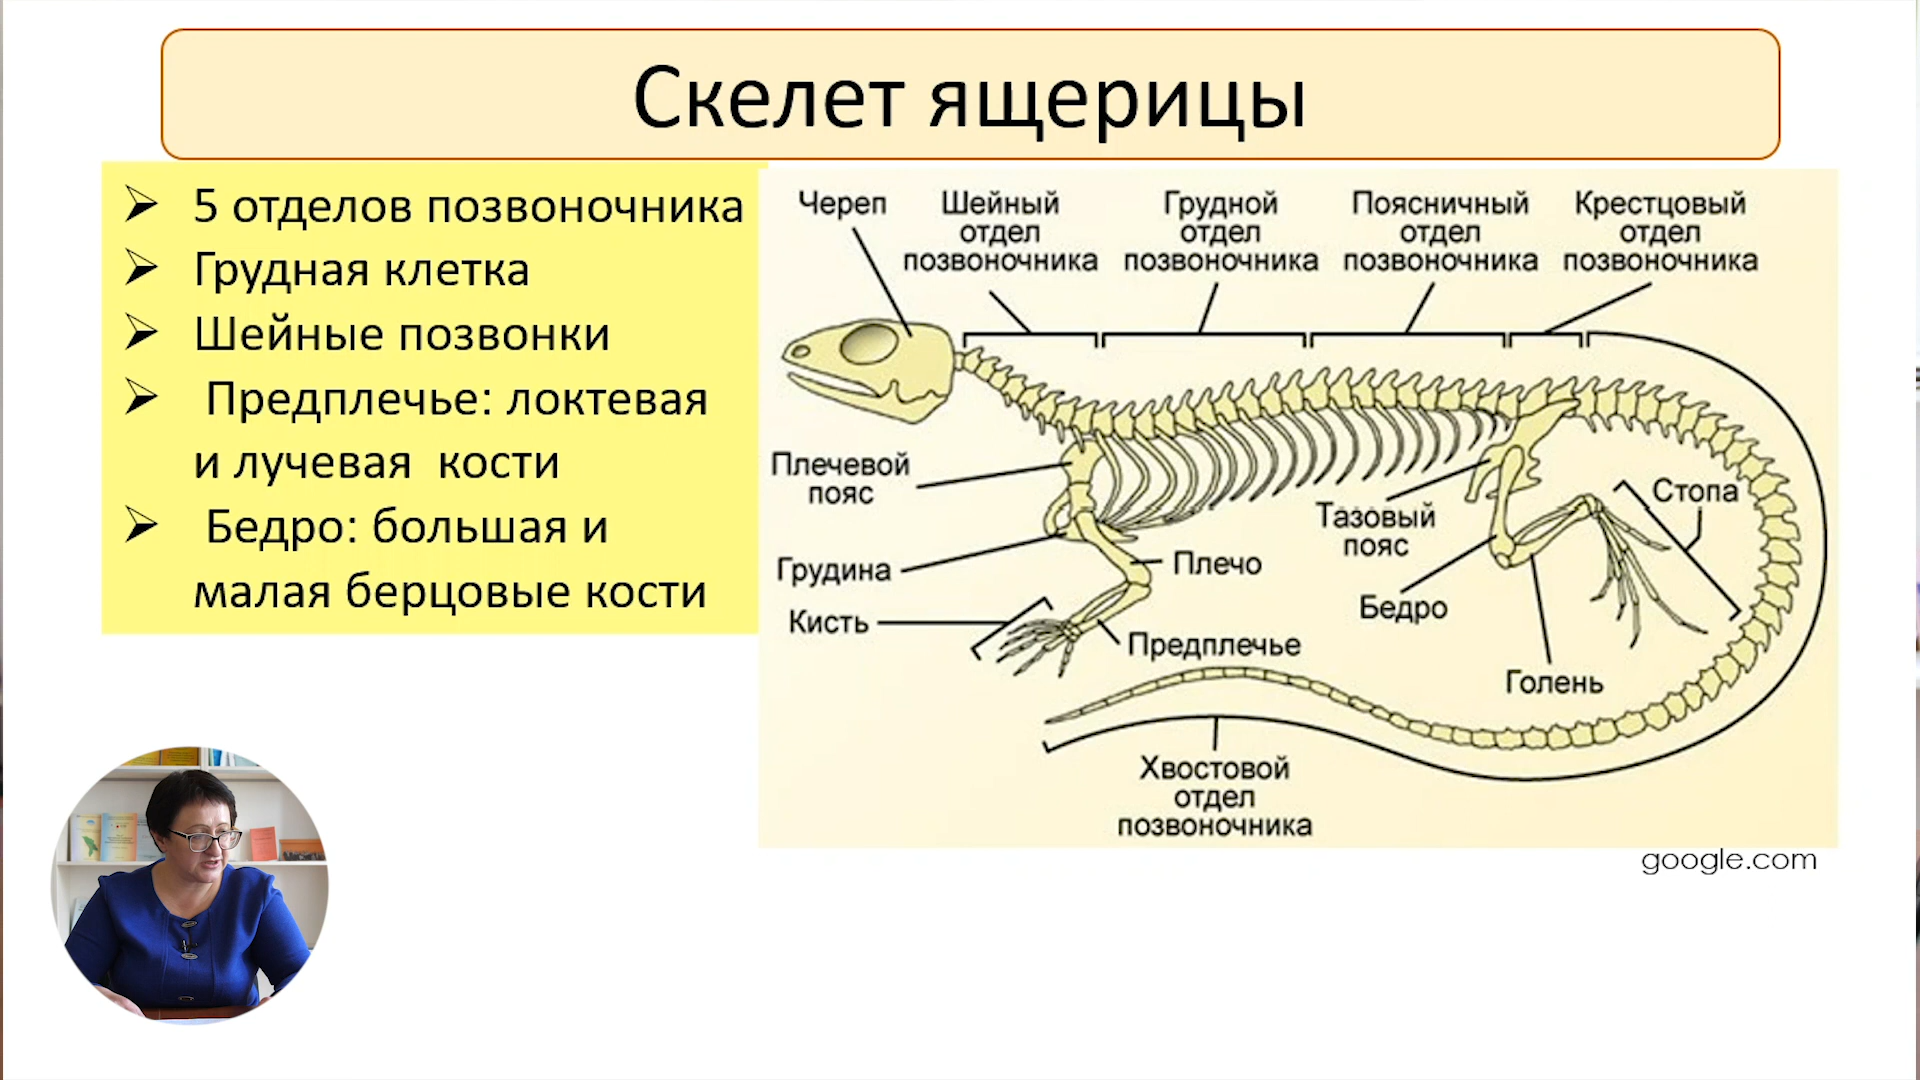 Скелет ящерицы
➢ 5 отделов позвоночника
➢ Грудная клетка
➢ Шейные позвонки
➢ Предплечье: локтевая
и лучевая кости
➢ Бедро: большая и
малая берцовые кости
Череп
Шейный
отдел
позвоночника
Грудной
отдел
позвоночника
Поясничный
отдел
позвоночника
Крестцовый
отдел
позвоночника
Плечевой
пояс
Стопа
Тазовый
пояс
Грудина
Плечо
Бедро
Кисть
Предплечье
Голень
Хвостовой
отдел
позвоночника
google.com